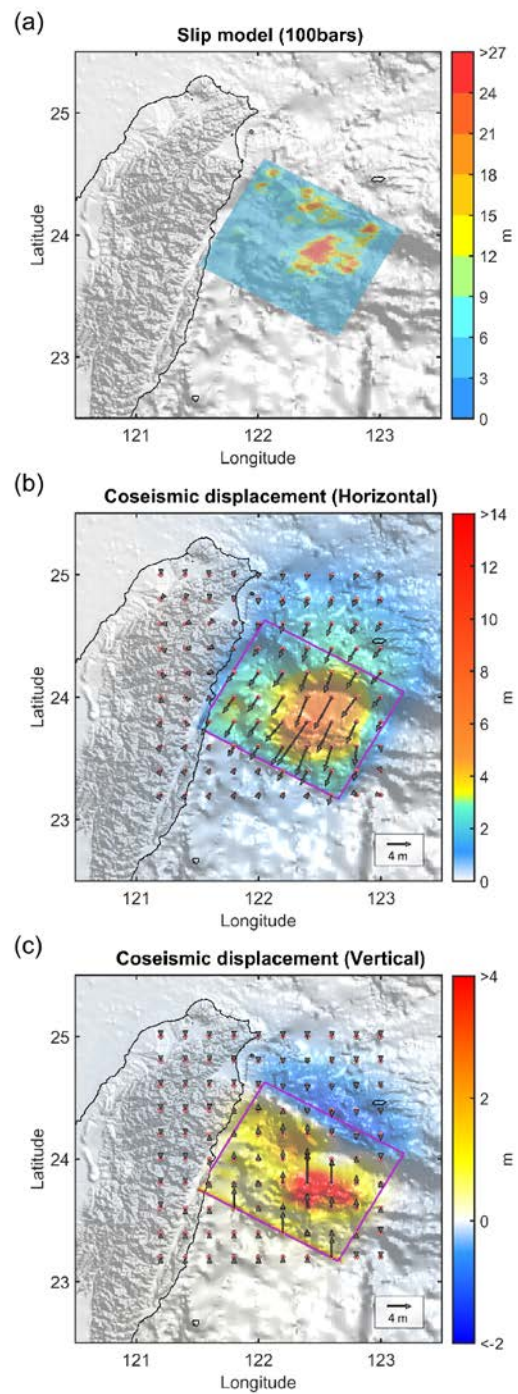 (a)
Slip model (100bars)
25
24
23
Latitude
121
122
123
Longitude
>27
24
21
18
15
12
9
6
3
0
m
(b)
Coseismic displacement (Horizontal)
25
24
23
Latitude
121
122
123
Longitude
4 m
>14
12
10
8
6
4
2
0
m
(c)
Coseismic displacement (Vertical)
25
24
23
Latitude
121
122
123
Longitude
4 m
>4
2
0
<-2
m